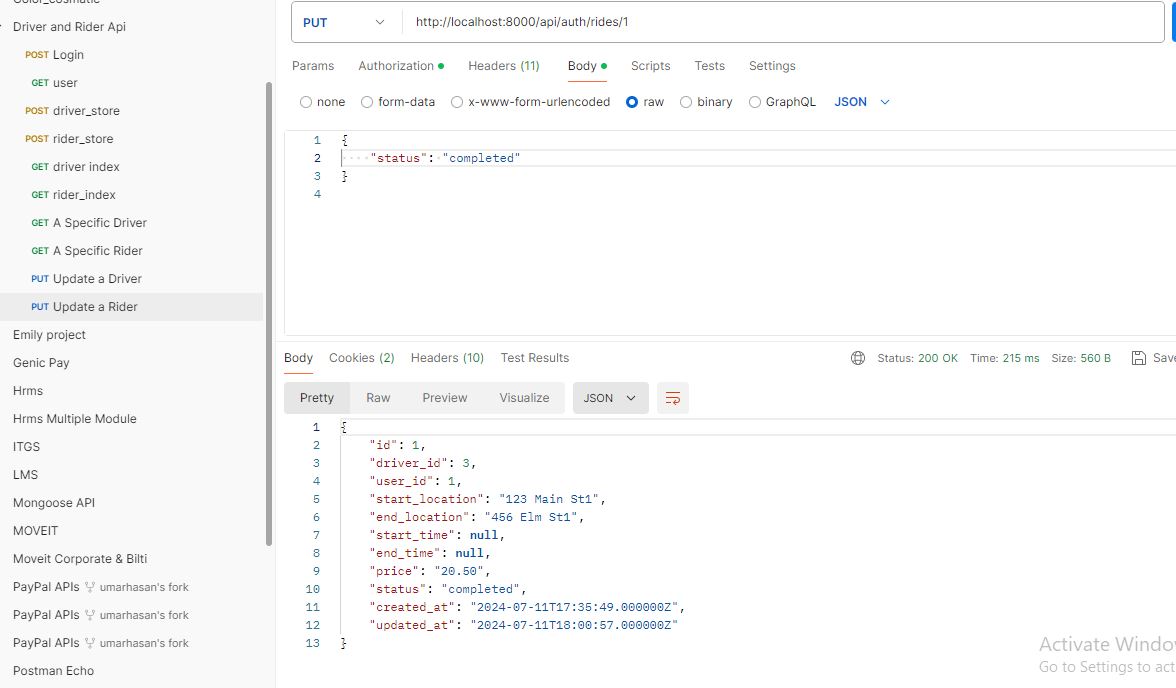 Color_cosmatic
Driver and Rider Api
POST Login
GET user
POST driver_store
POST rider_store
GET driver index
GET rider_index
GET A Specific Driver
GET A Specific Rider
PUT Update a Driver
PUT Update a Rider
Emily project
Genic Pay
Hrms
Hrms Multiple Module
ITGS
LMS
Mongoose API
MOVEIT
Moveit Corporate & Bilti
PayPal APIs umarhasan's fork
PayPal APIs umarhasan's fork
PayPal APIs umarhasan's fork
Postman Echo
PUT http://localhost:8000/api/auth/rides/1
Params Authorization Headers (11) Body Scripts Tests Settings
none form-data x-www-form-urlencoded raw binary GraphQL JSON
1 {
2 "status": "completed"
3 }
4
Body Cookies (2) Headers (10) Test Results Status: 200 OK Time: 215 ms Size: 560 B Save
Pretty Raw Preview Visualize JSON
1 {
2 "id": 1,
3 "driver_id": 3,
4 "user_id": 1,
5 "start_location": "123 Main St1",
6 "end_location": "456 Elm St1",
7 "start_time": null,
8 "end_time": null,
9 "price": "20.50",
10 "status": "completed",
11 "created_at": "2024-07-11T17:35:49.000000Z",
12 "updated_at": "2024-07-11T18:00:57.000000Z"
13 }
Activate Windo
Go to Settings to act